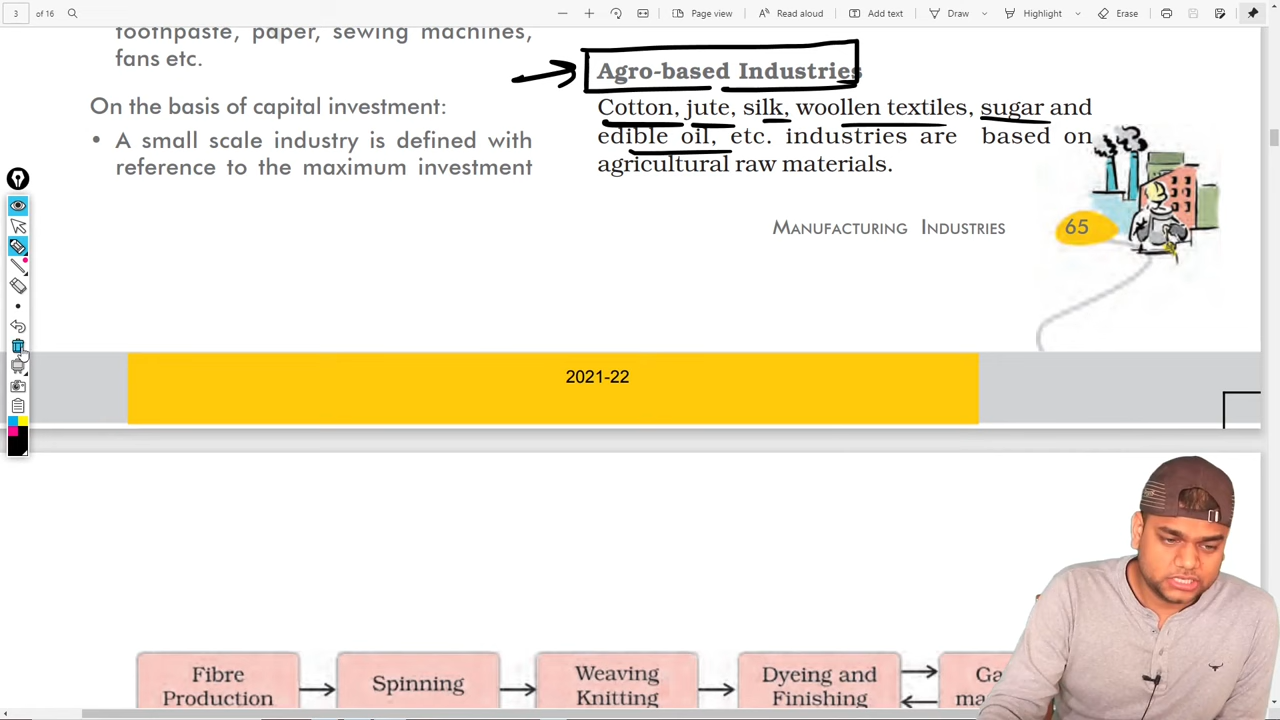 3 of 16
Page view
Read aloud
Add text
Draw
Highlight
Erase
toothpaste, paper, sewing machines,
fans etc.
On the basis of capital investment:
• A small scale industry is defined with
reference to the maximum investment
Agro-based Industries
Cotton, jute, silk, woollen textiles, sugar and
edible oil, etc. industries are based on
agricultural raw materials.
Manufacturing Industries
65
2021-22
Fibre
Production
Spinning
Weaving
Knitting
Dyeing and
Finishing